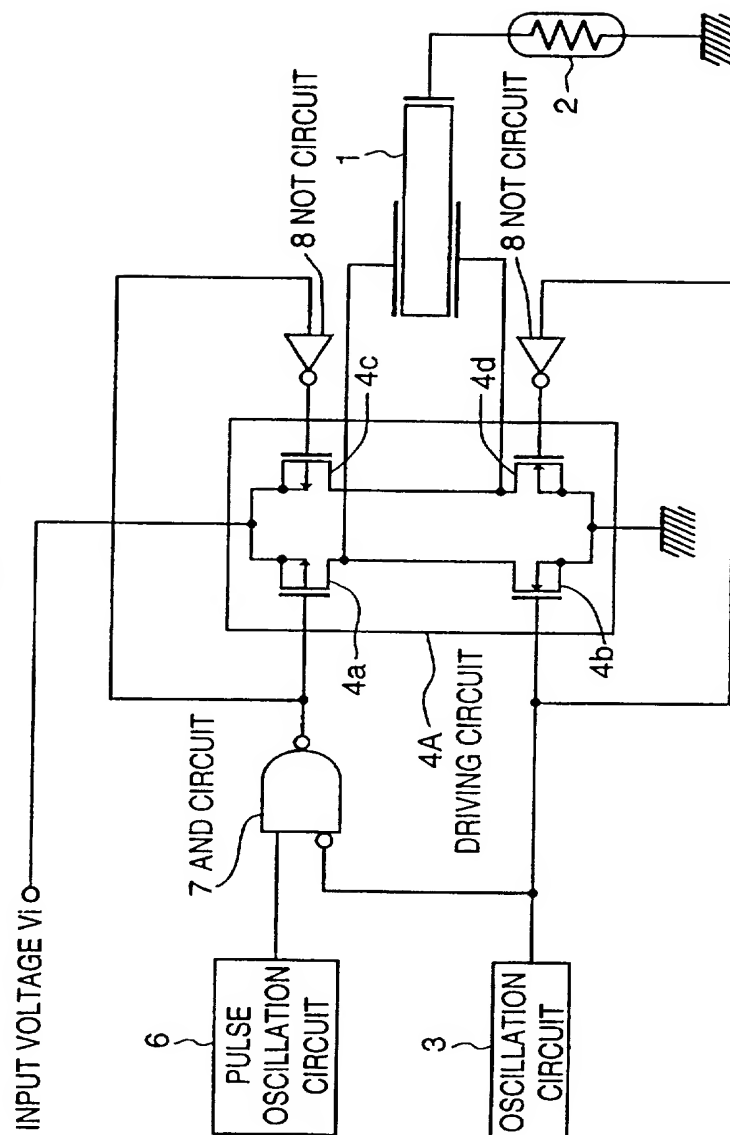 INPUT VOLTAGE Vi
6
PULSE
OSCILLATION
CIRCUIT
7 AND CIRCUIT
8 NOT CIRCUIT
1
2
4a
4c
3
OSCILLATION
CIRCUIT
4A
DRIVING CIRCUIT
4b
4d
8 NOT CIRCUIT